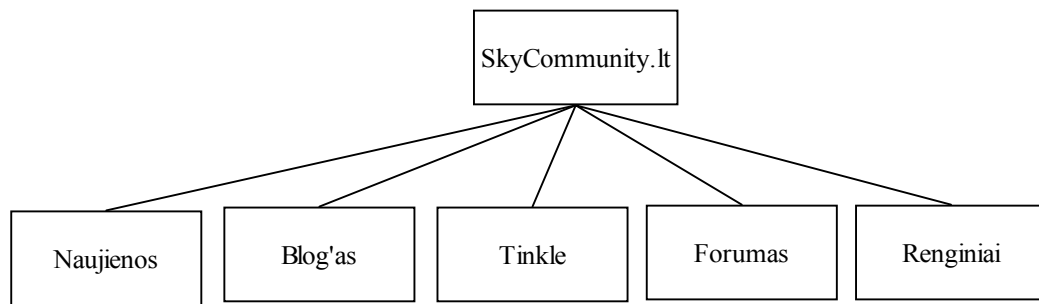 SkyCommunity.lt
Naujienos
Blog'as
Tinkle
Forumas
Renginiai